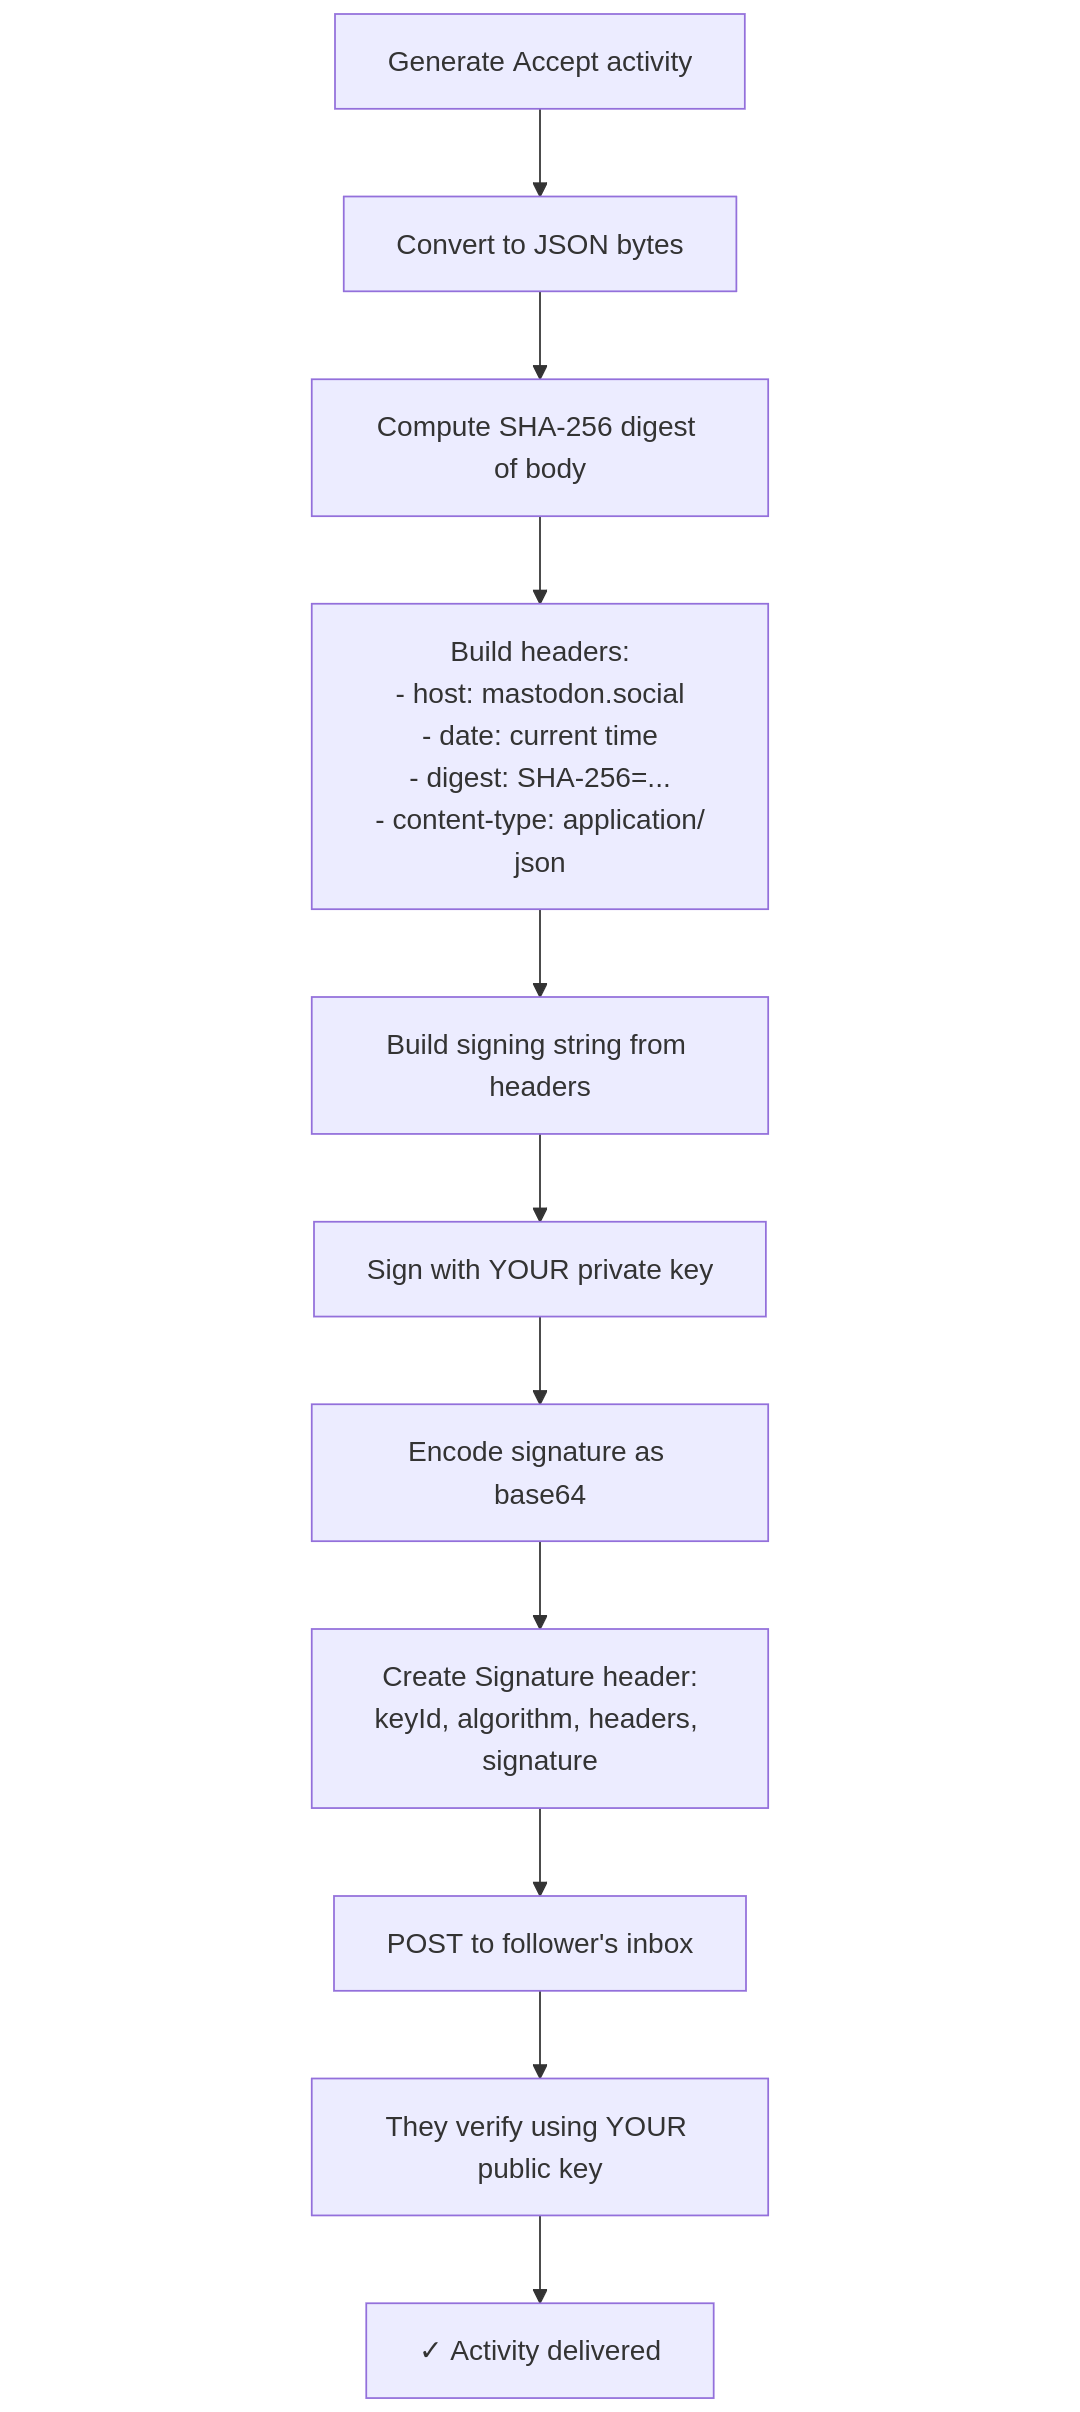 Generate Accept activity
Convert to JSON bytes
Compute SHA-256 digest
of body
Build headers:
- host: mastodon.social
- date: current time
- digest: SHA-256=...
- content-type: application/
json
Build signing string from
headers
Sign with YOUR private key
Encode signature as
base64
Create Signature header:
keyId, algorithm, headers,
signature
POST to follower's inbox
They verify using YOUR
public key
✓ Activity delivered